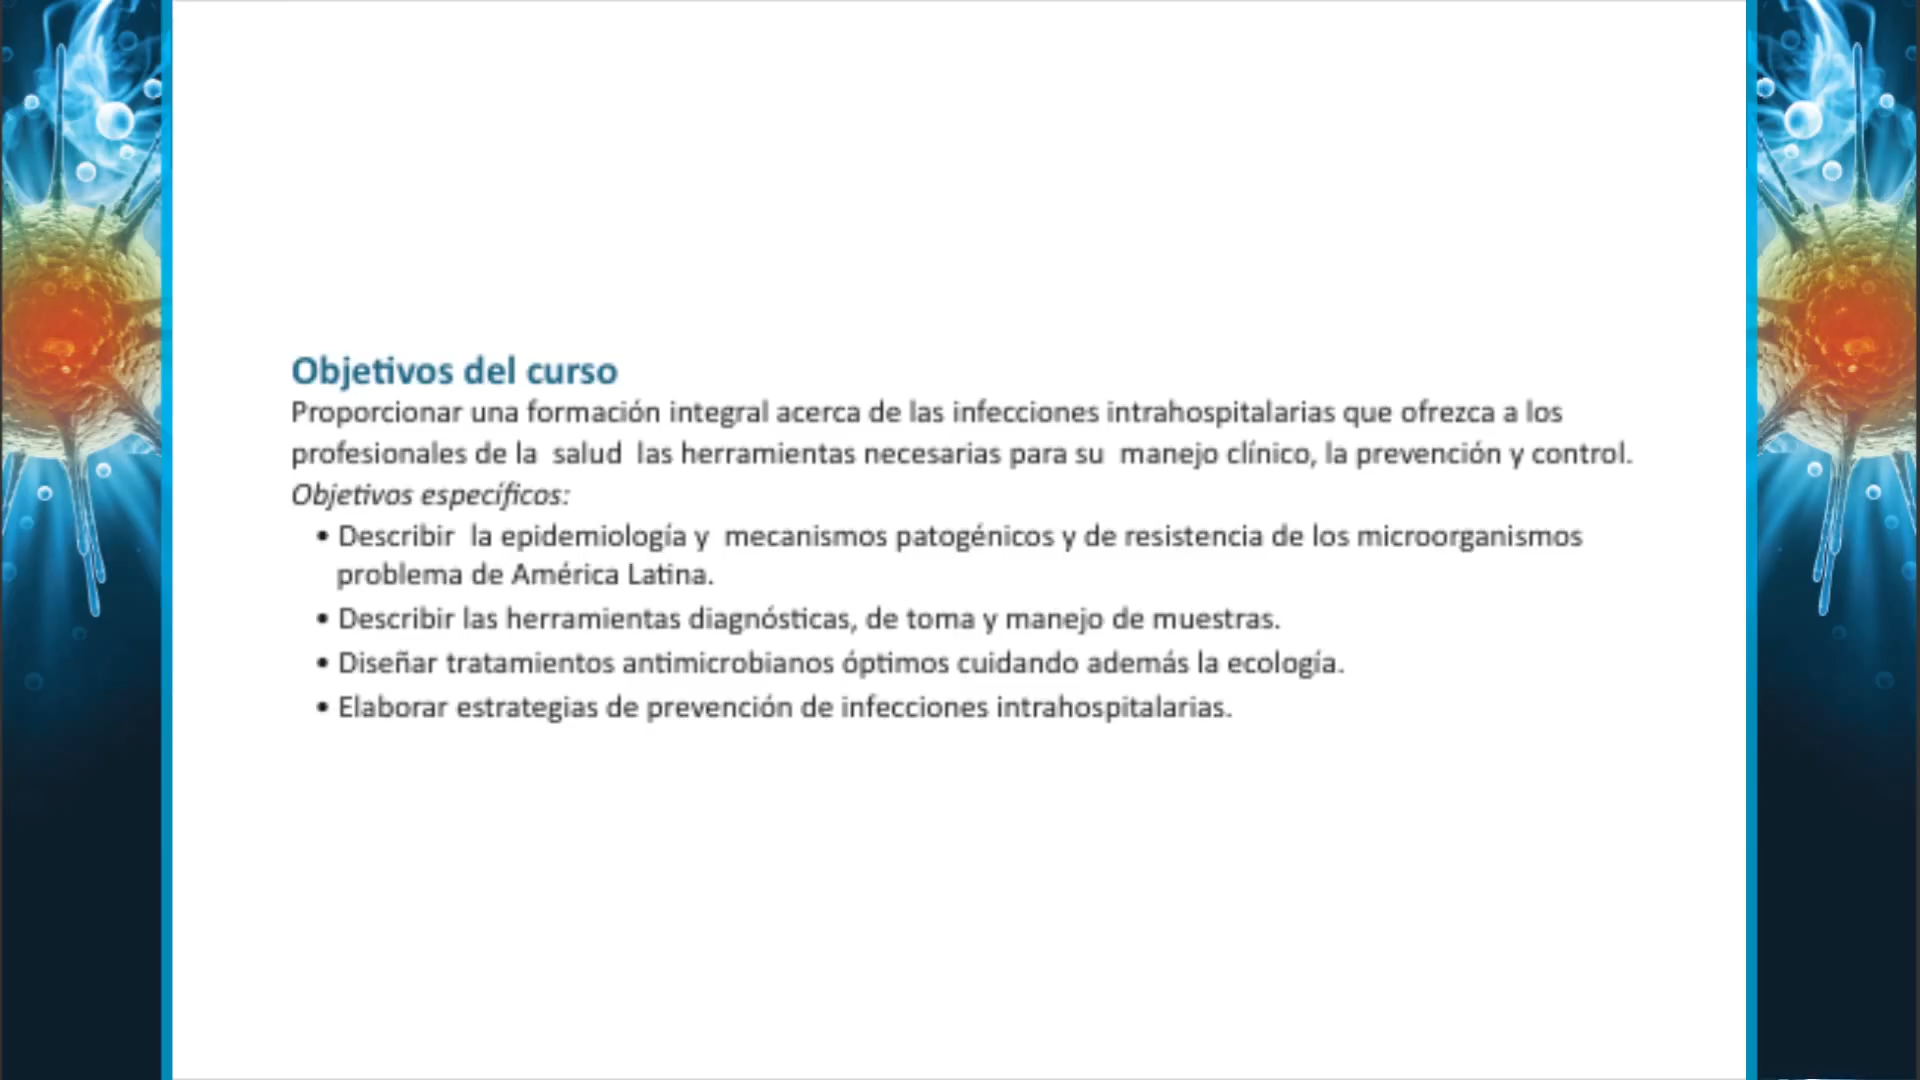 Objetivos del curso
Proporcionar una formación integral acerca de las infecciones intrahospitalarias que ofrezca a los
profesionales de la salud las herramientas necesarias para su manejo clínico, la prevención y control.
Objetivos específicos:
• Describir la epidemiología y mecanismos patogénicos y de resistencia de los microorganismos
problema de América Latina.
• Describir las herramientas diagnósticas, de toma y manejo de muestras.
• Diseñar tratamientos antimicrobianos óptimos cuidando además la ecología.
• Elaborar estrategias de prevención de infecciones intrahospitalarias.